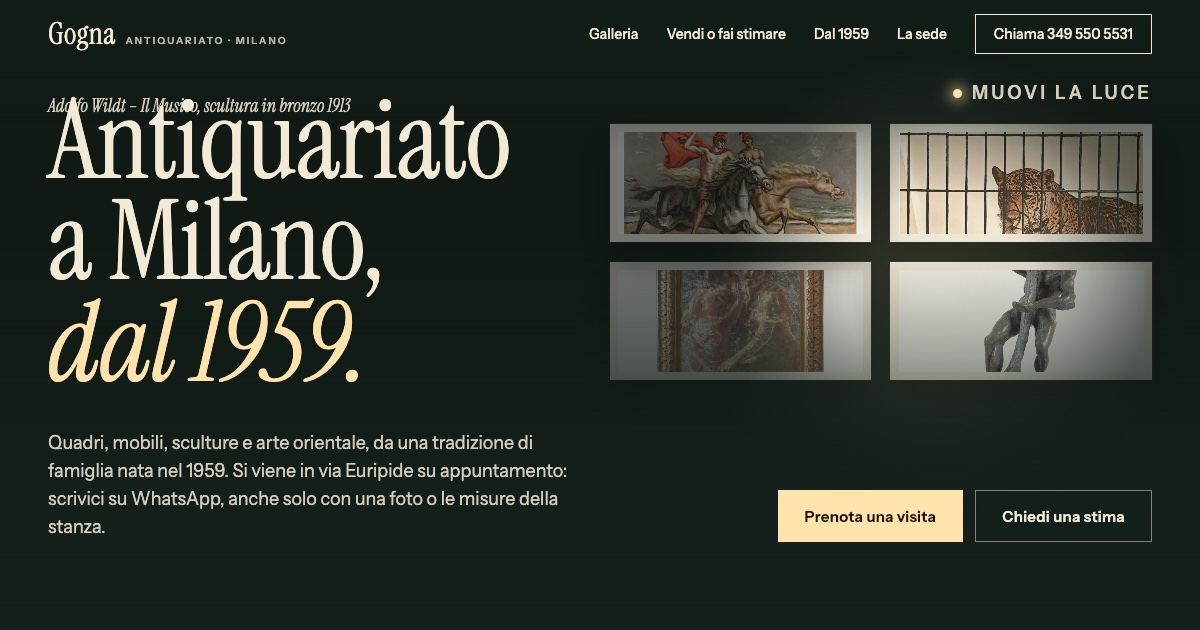 Gogna ANTIQUARIATO · MILANO
Galleria Vendi o fai stimare Dal 1959 La sede Chiama 349 550 5531
MUOVI LA LUCE
Adolfo Wildt – Il Musico, scultura in bronzo 1913
Antiquariato
a Milano,
dal 1959.
Quadri, mobili, sculture e arte orientale, da una tradizione di
famiglia nata nel 1959. Si viene in via Euripide su appuntamento:
scrivici su WhatsApp, anche solo con una foto o le misure della
stanza.
Prenota una visita Chiedi una stima